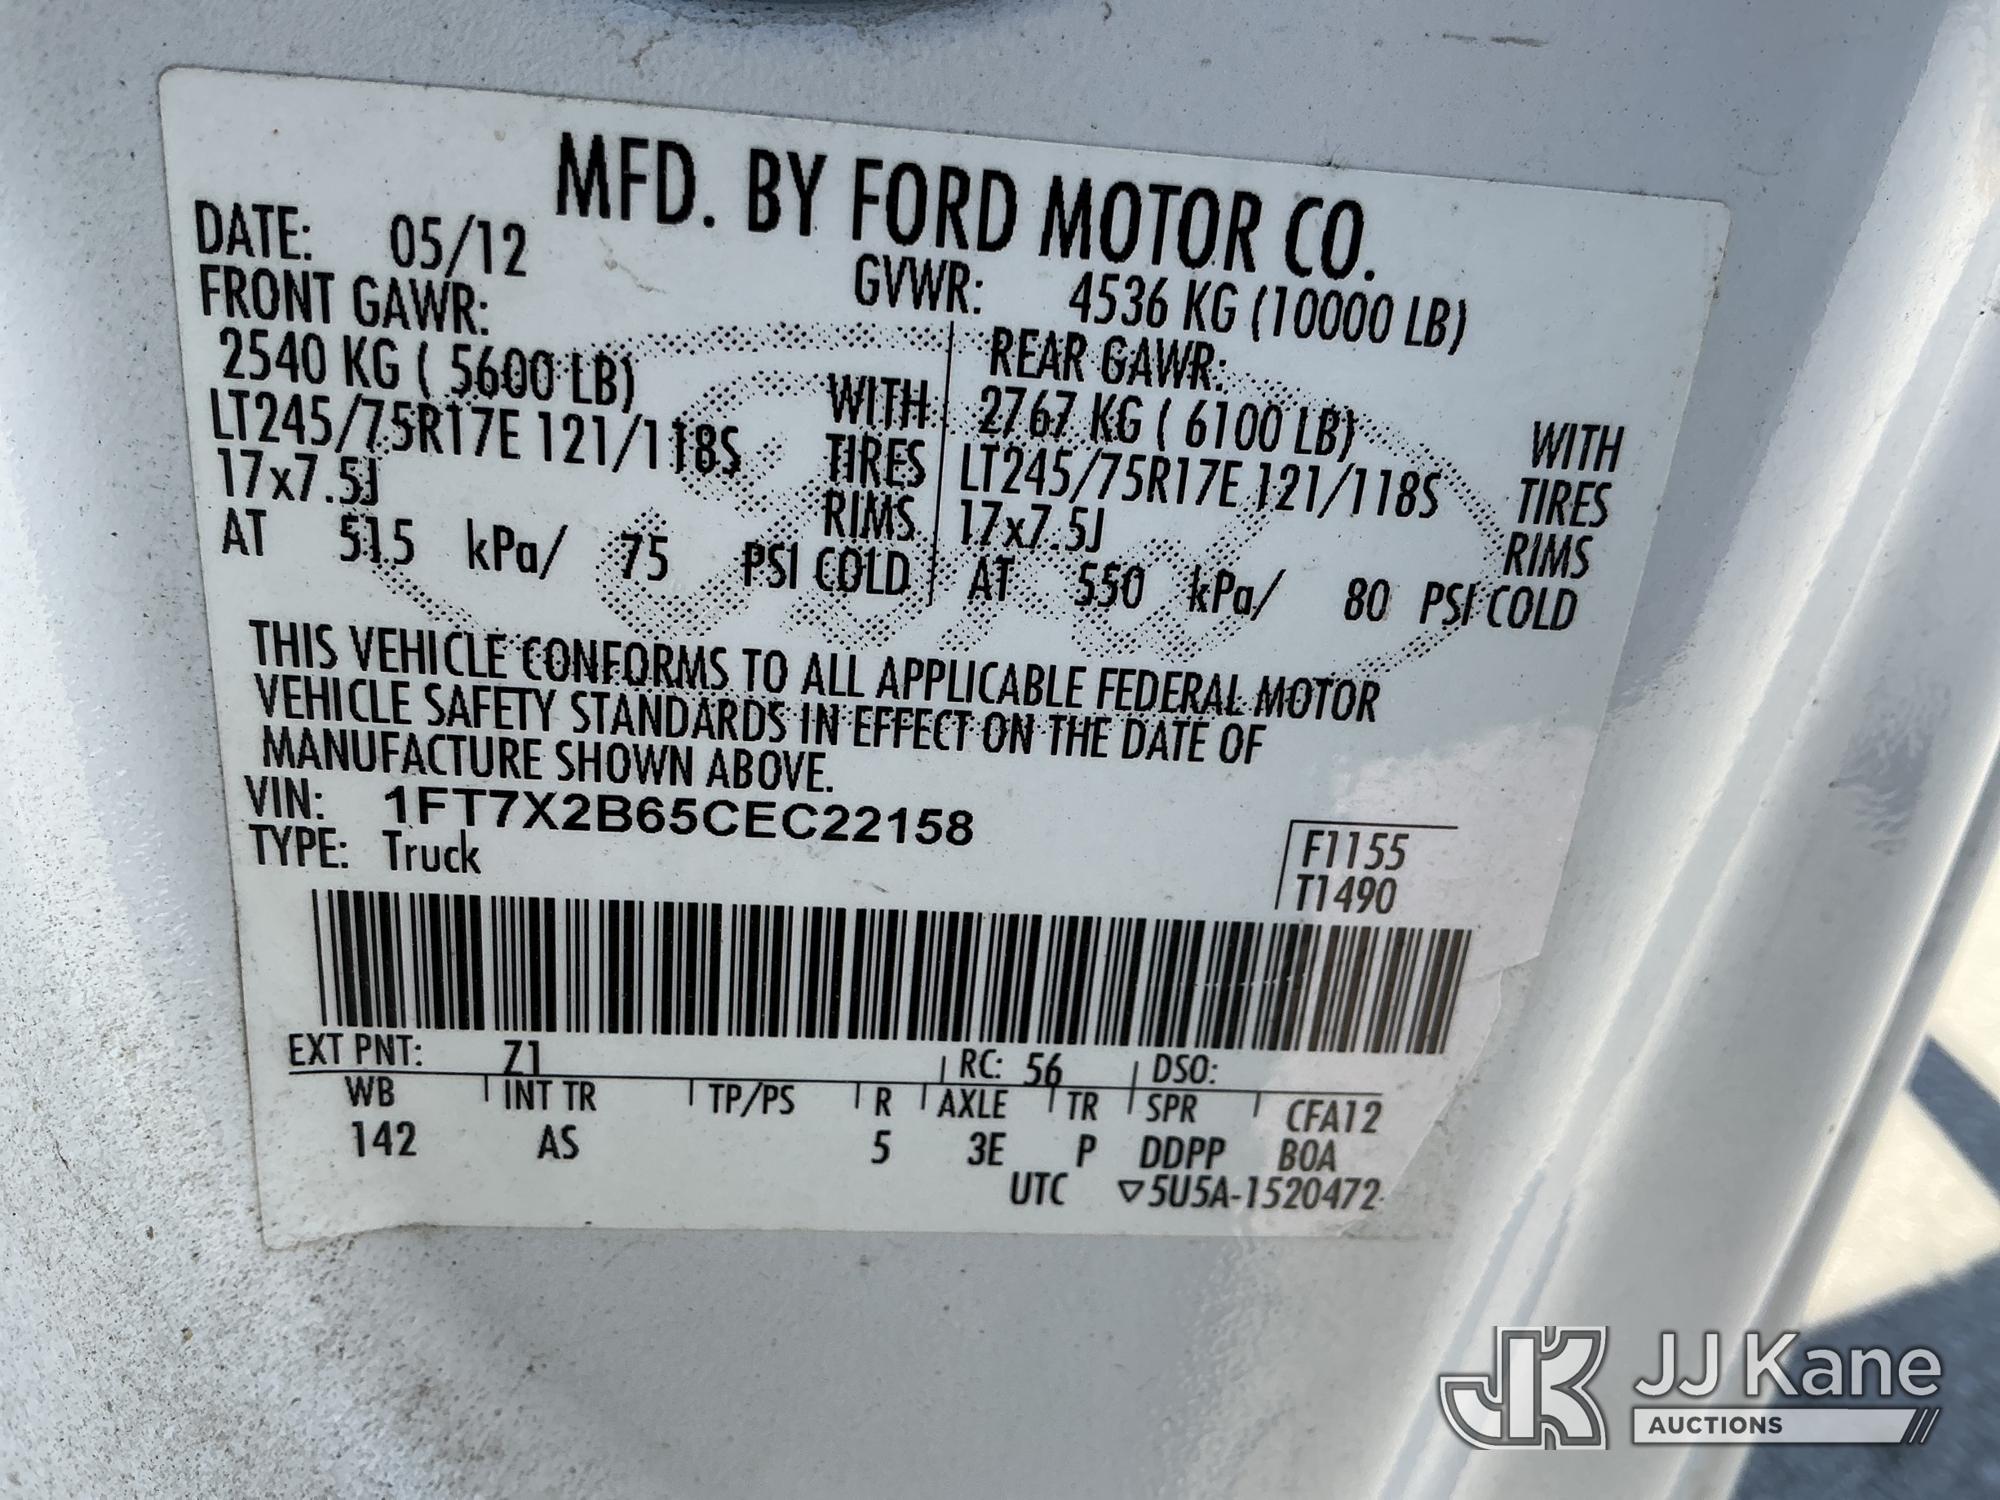 MFD. BY FORD MOTOR CO.
DATE: 05/12 GVWR: 4536 KG (10000 LB)
FRONT GAWR: REAR GAWR:
2540 KG ( 5600 LB) WITH 2767 KG ( 6100 LB) WITH
LT245/75R17E 121/118S TIRES LT245/75R17E 121/118S TIRES
17x7.5J RIMS 17x7.5J RIMS
AT 515 kPa/ 75 PSI COLD AT 550 kPa/ 80 PSI COLD
THIS VEHICLE CONFORMS TO ALL APPLICABLE FEDERAL MOTOR
VEHICLE SAFETY STANDARDS IN EFFECT ON THE DATE OF
MANUFACTURE SHOWN ABOVE.
VIN: 1FT7X2B65CEC22158
TYPE: Truck
F1155
T1490
EXT PNT: Z1 RC: 56 DSO:
WB INT TR TP/PS R AXLE TR SPR CFA12
142 AS 5 3E P DDPP BOA
UTC ▽5U5A-1520472
Ford
JK JJ Kane
AUCTIONS